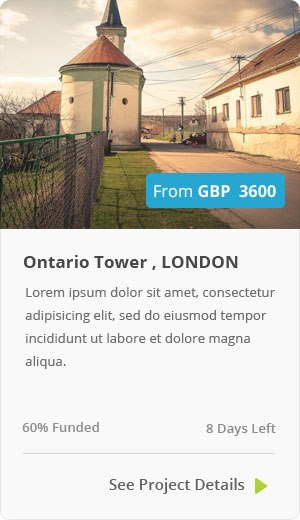 From GBP 3600
Ontario Tower , LONDON
Lorem ipsum dolor sit amet, consectetur
adipisicing elit, sed do eiusmod tempor
incididunt ut labore et dolore magna
aliqua.
60% Funded
8 Days Left
See Project Details